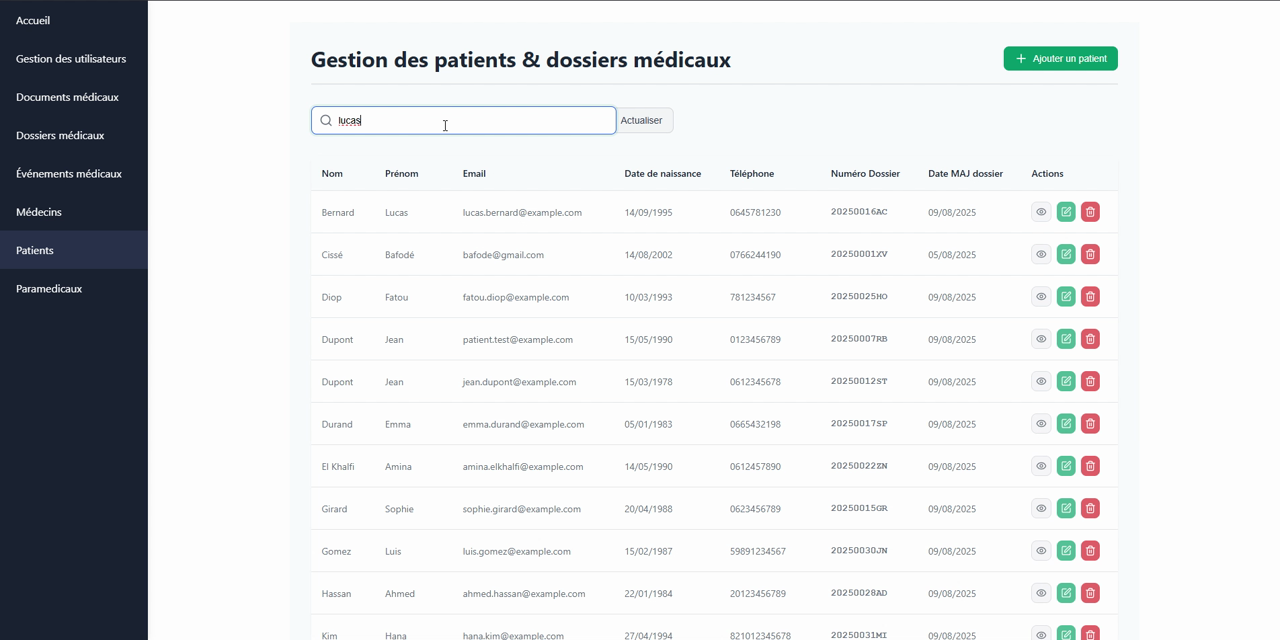 Accueil
Gestion des utilisateurs
Documents médicaux
Dossiers médicaux
Événements médicaux
Médecins
Patients
Paramedicaux
Gestion des patients & dossiers médicaux
Ajouter un patient
lucas
Actualiser
Nom Prénom Email Date de naissance Téléphone Numéro Dossier Date MAJ dossier Actions
Bernard Lucas lucas.bernard@example.com 14/09/1995 0645781230 20250016AC 09/08/2025
Cissé Bafodé bafode@gmail.com 14/08/2002 0766244190 20250001XV 05/08/2025
Diop Fatou fatou.diop@example.com 10/03/1993 781234567 20250025HO 09/08/2025
Dupont Jean patient.test@example.com 15/05/1990 0123456789 20250007RB 09/08/2025
Dupont Jean jean.dupont@example.com 15/03/1978 0612345678 20250012ST 09/08/2025
Durand Emma emma.durand@example.com 05/01/1983 0665432198 20250017SP 09/08/2025
El Khalfi Amina amina.elkhalfi@example.com 14/05/1990 0612457890 20250022ZN 09/08/2025
Girard Sophie sophie.girard@example.com 20/04/1988 0623456789 20250015GR 09/08/2025
Gomez Luis luis.gomez@example.com 15/02/1987 59891234567 20250030JN 09/08/2025
Hassan Ahmed ahmed.hassan@example.com 22/01/1984 20123456789 20250028AD 09/08/2025
Kim Hana hana.kim@example.com 27/04/1994 821012345678 20250031MI 09/08/2025